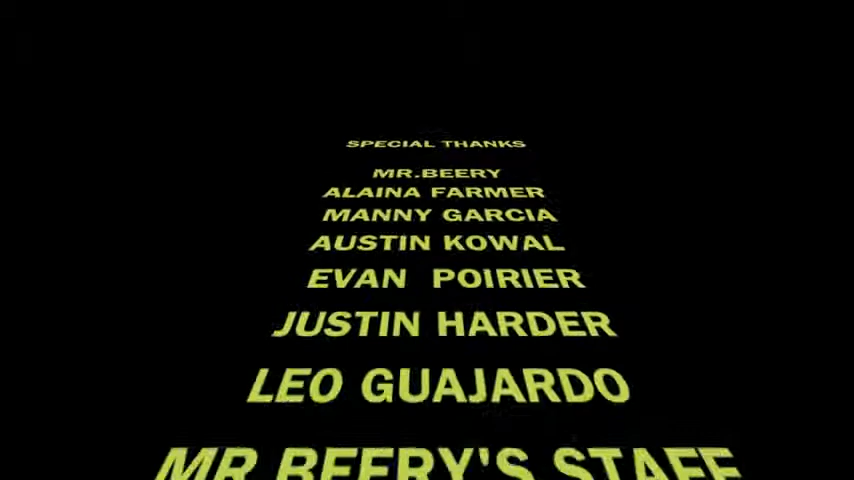 SPECIAL THANKS
MR.BEERY
ALAINA FARMER
MANNY GARCIA
AUSTIN KOWAL
EVAN POIRIER
JUSTIN HARDER
LEO GUAJARDO
MR BEERY'S STAFF